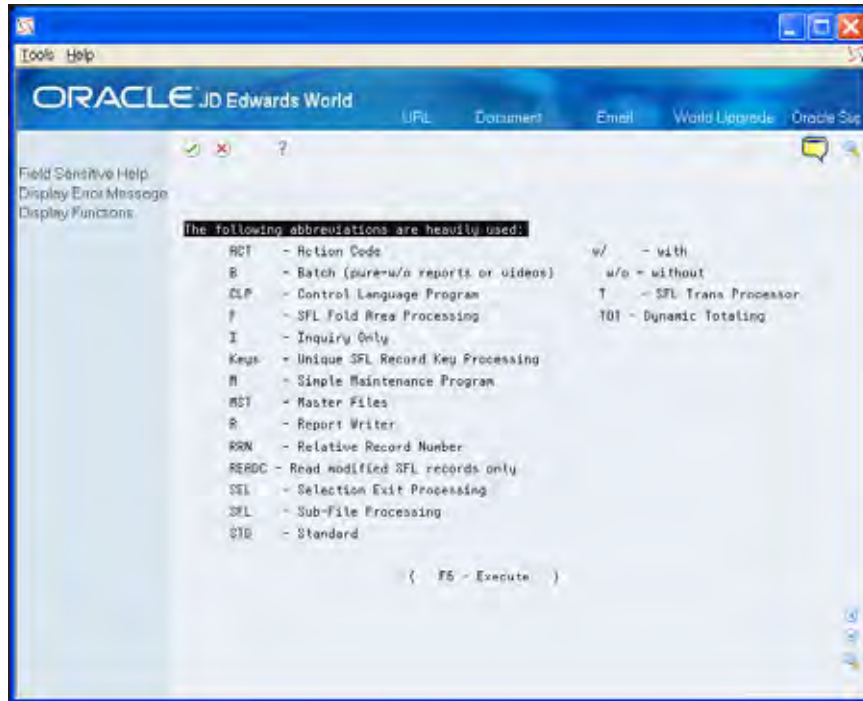 Tools Help
ORACLE JD Edwards World
URL Document Email World Upgrade Oracle Sup
?
Field Sensitive Help
Display Error Message
Display Functions
The following abbreviations are heavily used:
ACT - Action Code w/ - with
B - Batch (pure-w/o reports or videos) w/o - without
CLP - Control Language Program T - SFL Trans Processor
F - SFL Fold Area Processing TOT - Dynamic Totaling
I - Inquiry Only
Keys - Unique SFL Record Key Processing
M - Simple Maintenance Program
MST - Master Files
R - Report Writer
RRN - Relative Record Number
READC - Read modified SFL records only
SEL - Selection Exit Processing
SFL - Sub-File Processing
STD - Standard
( F6 - Execute )